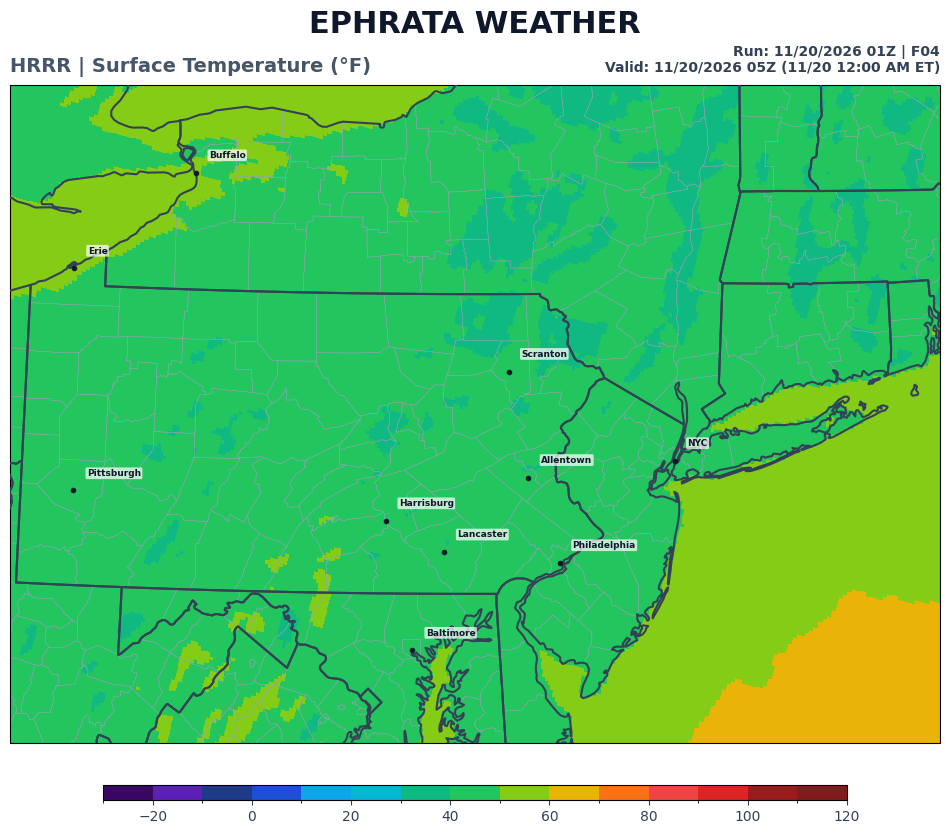 EPHRATA WEATHER
HRRR | Surface Temperature (°F)
Run: 11/20/2026 01Z | F04
Valid: 11/20/2026 05Z (11/20 12:00 AM ET)
Buffalo
Erie
Scranton
NYC
Allentown
Pittsburgh
Harrisburg
Lancaster
Philadelphia
Baltimore
−20 0 20 40 60 80 100 120